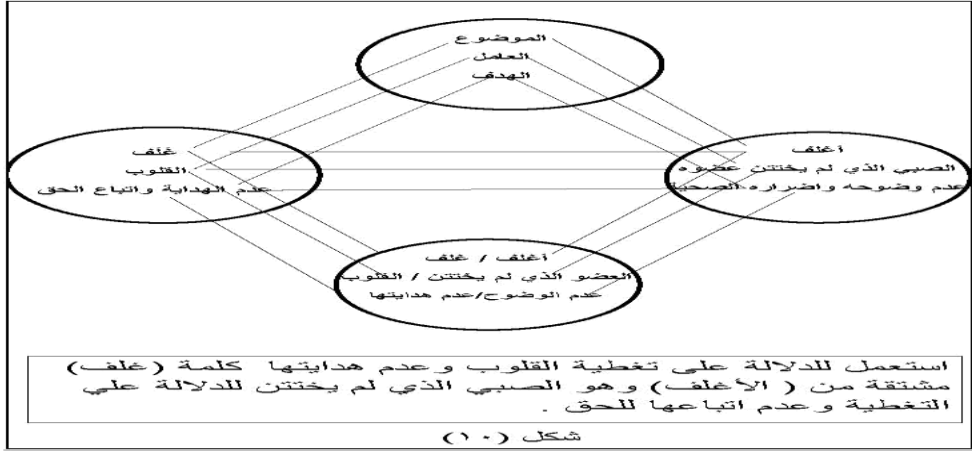 الموضوع
العامل
الهدف
أغلف
الصبي الذي لم يختتن عضوه
عدم وضوحه واضراره الصحية
غلف
القلوب
عدم الهداية واتباع الحق
أغلف / غلف
العضو الذي لم يختتن / القلوب
عدم الوضوح/عدم هدايتها
استعمل للدلالة على تغطية القلوب وعدم هدايتها كلمة (غلف)
مشتقة من ( الأغلف) وهو الصبي الذي لم يختتن للدلالة علي
التغطية وعدم اتباعها للحق .
شكل (١٠)